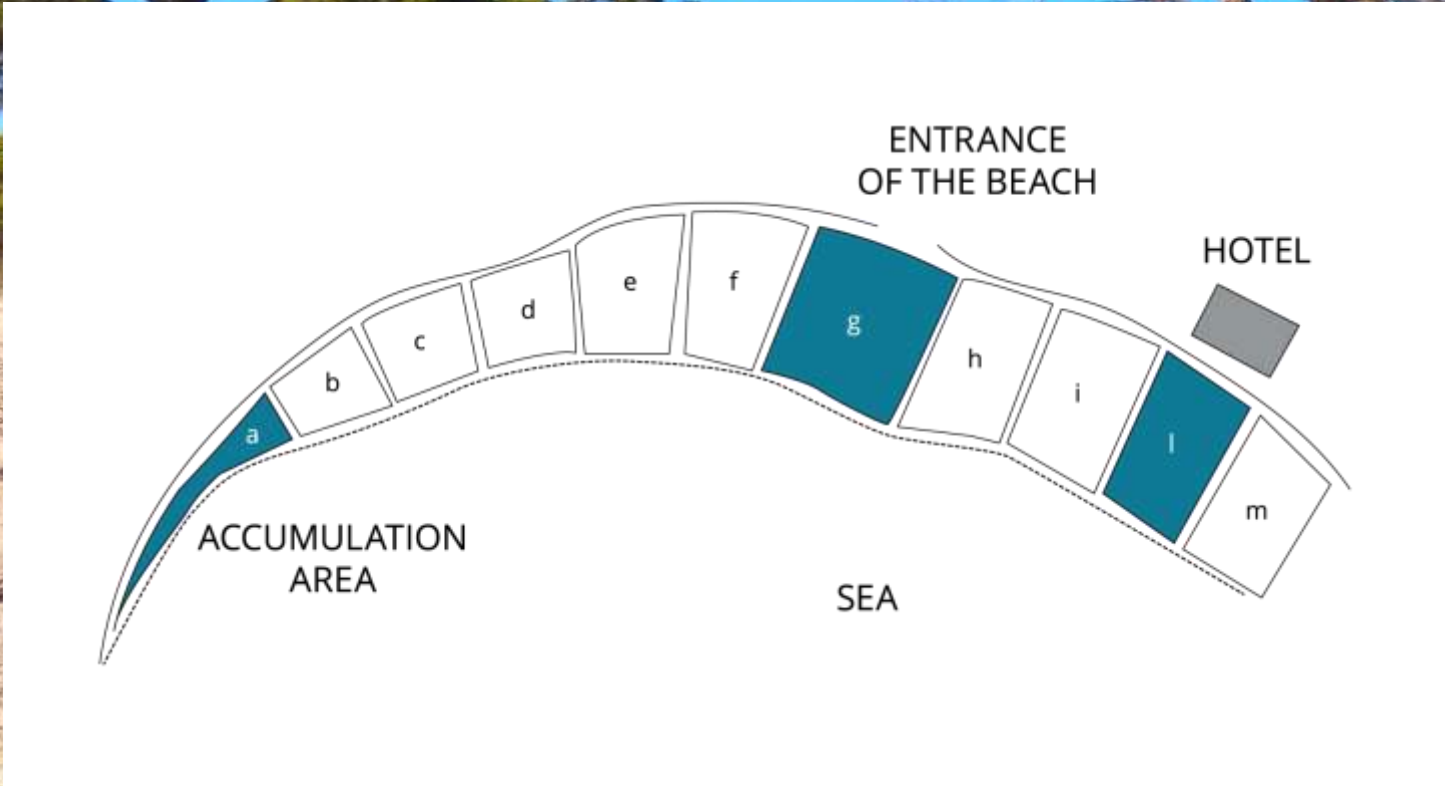 ENTRANCE
OF THE BEACH
HOTEL
a
b
c
d
e
f
g
h
i
l
m
ACCUMULATION
AREA
SEA